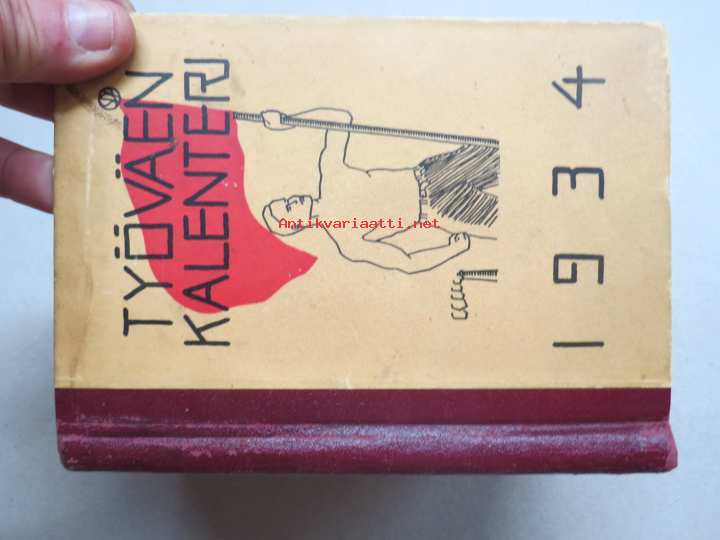 TYÖVÄEN
KALENTERI
Antikvariaatti.net
1934